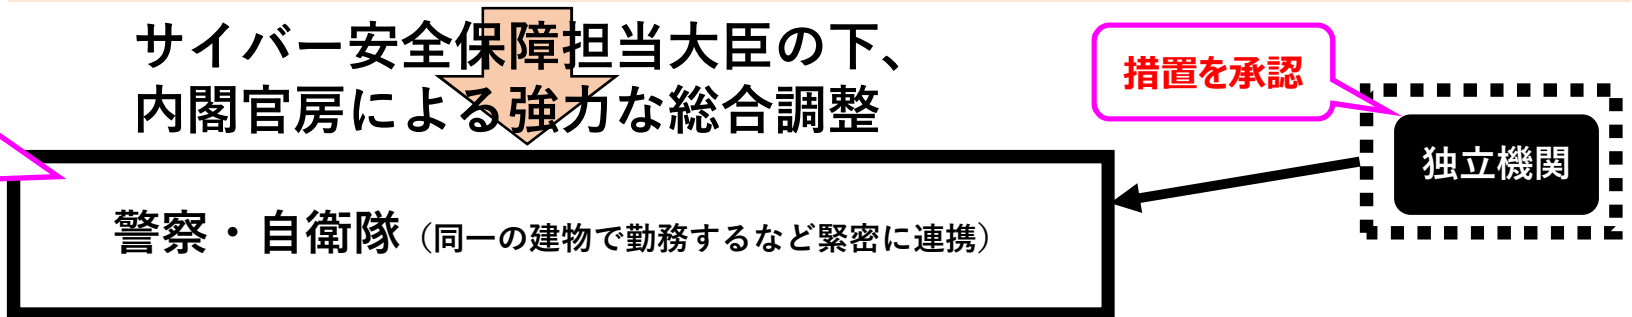 サイバー安全保障担当大臣の下、
内閣官房による強力な総合調整
措置を承認
独立機関
警察・自衛隊（同一の建物で勤務するなど緊密に連携）